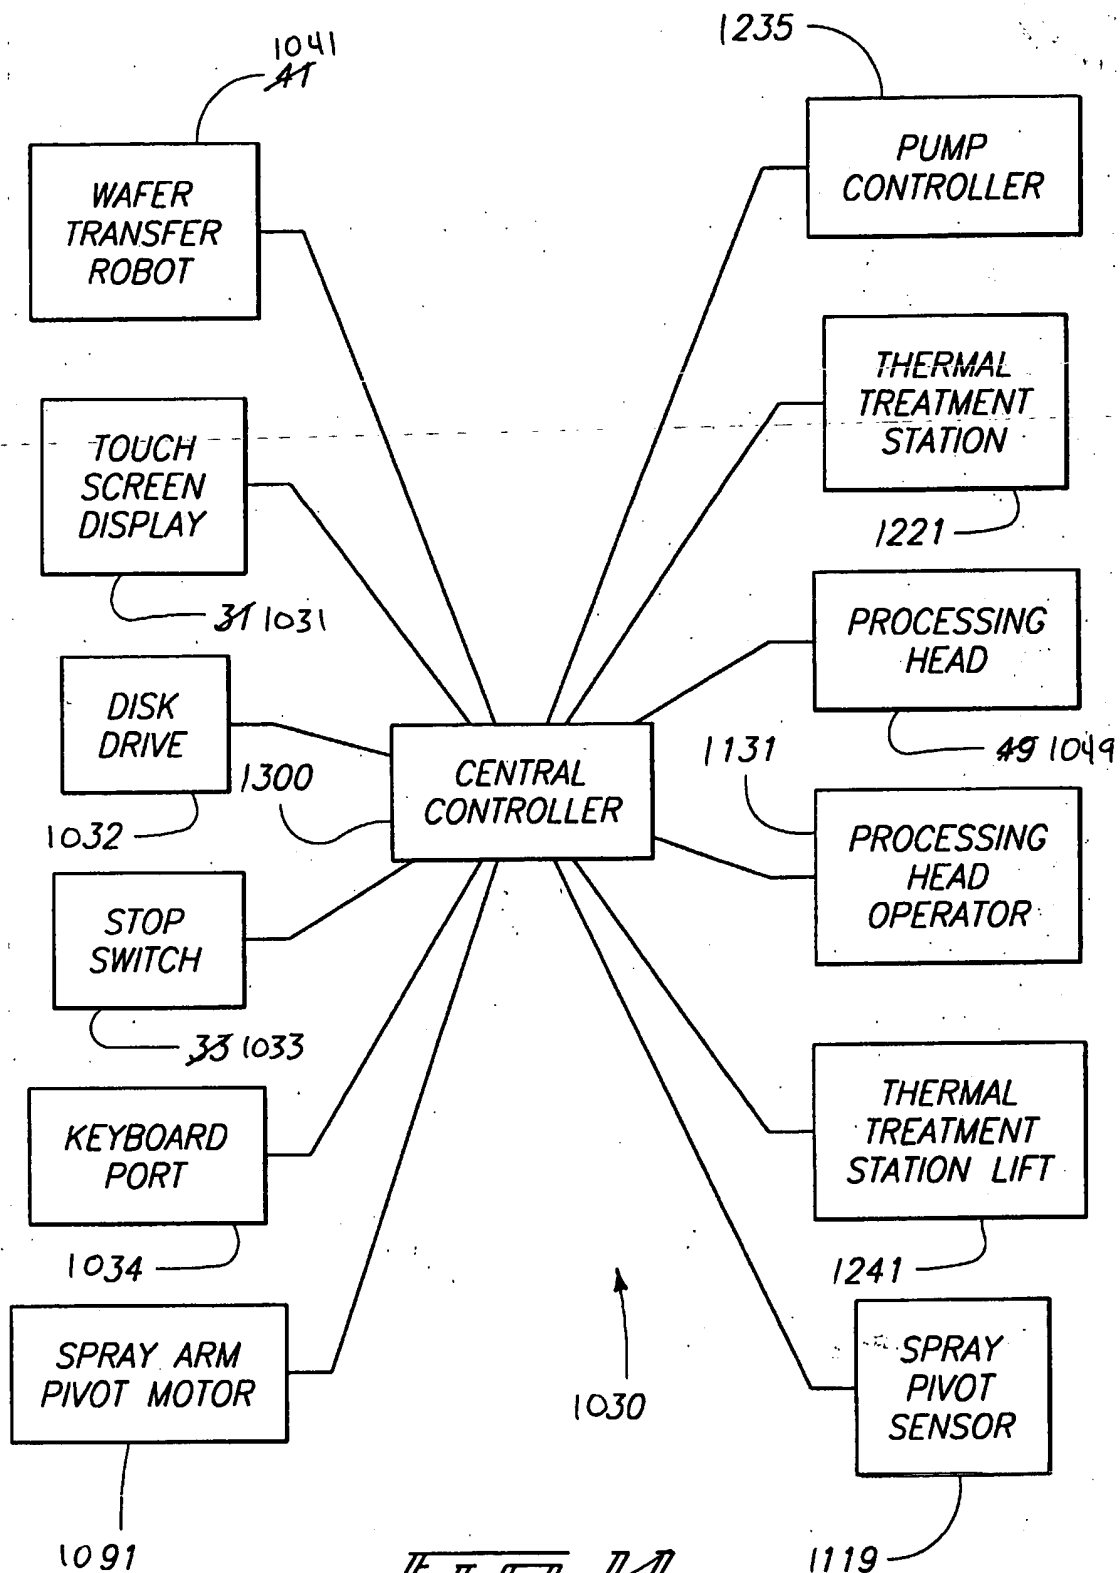 1041
41
1235
WAFER
TRANSFER
ROBOT
PUMP
CONTROLLER
TOUCH
SCREEN
DISPLAY
31 1031
THERMAL
TREATMENT
STATION
1221
DISK
DRIVE
1032
1300
CENTRAL
CONTROLLER
PROCESSING
HEAD
49 1049
1131
PROCESSING
HEAD
OPERATOR
STOP
SWITCH
33 1033
KEYBOARD
PORT
1034
THERMAL
TREATMENT
STATION LIFT
1241
SPRAY ARM
PIVOT MOTOR
1091
1030
SPRAY
PIVOT
SENSOR
1119